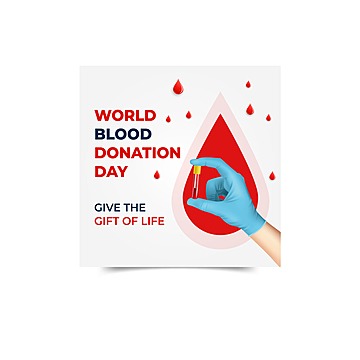 WORLD
BLOOD
DONATION
DAY
GIVE THE
GIFT OF LIFE